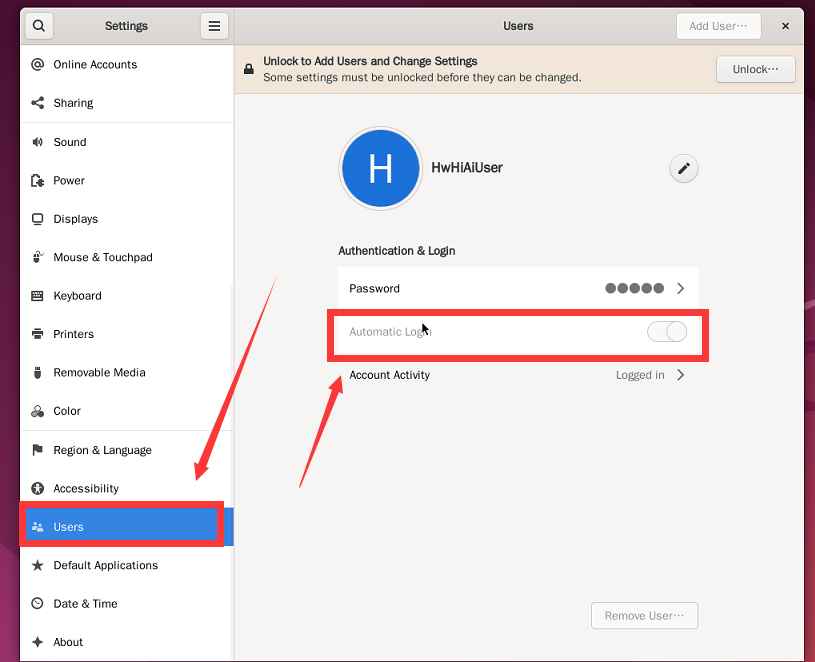 Settings
Users
Add User…
Online Accounts
Sharing
Sound
Power
Displays
Mouse & Touchpad
Keyboard
Printers
Removable Media
Color
Region & Language
Accessibility
Users
Default Applications
Date & Time
About
Unlock to Add Users and Change Settings
Some settings must be unlocked before they can be changed.
Unlock…
H
HwHiAiUser
Authentication & Login
Password
Automatic Login
Account Activity
Logged in
Remove User…